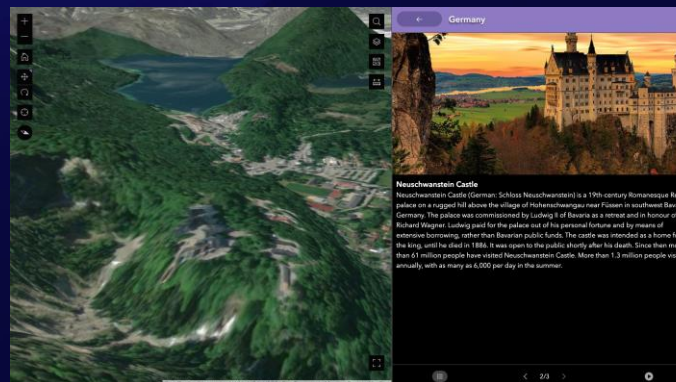 Germany
Neuschwanstein Castle
Neuschwanstein Castle (German: Schloss Neuschwanstein) is a 19th century Romanesque
palace on a rugged hill above the village of Hohenschwangau near Füssen in southwest
Germany. The palace was commissioned by Ludwig II of Bavaria as a retreat and in honour
Richard Wagner. Ludwig paid for the palace out of his personal fortune and by means of
extensive borrowing, rather than Bavarian public funds. The castle was intended as a home
the king, until he died in 1886. It was open to the public shortly after his death. Since then
than 61 million people have visited Neuschwanstein Castle. More than 1.3 million people
annually, with as many as 6,000 per day in the summer.
2/3